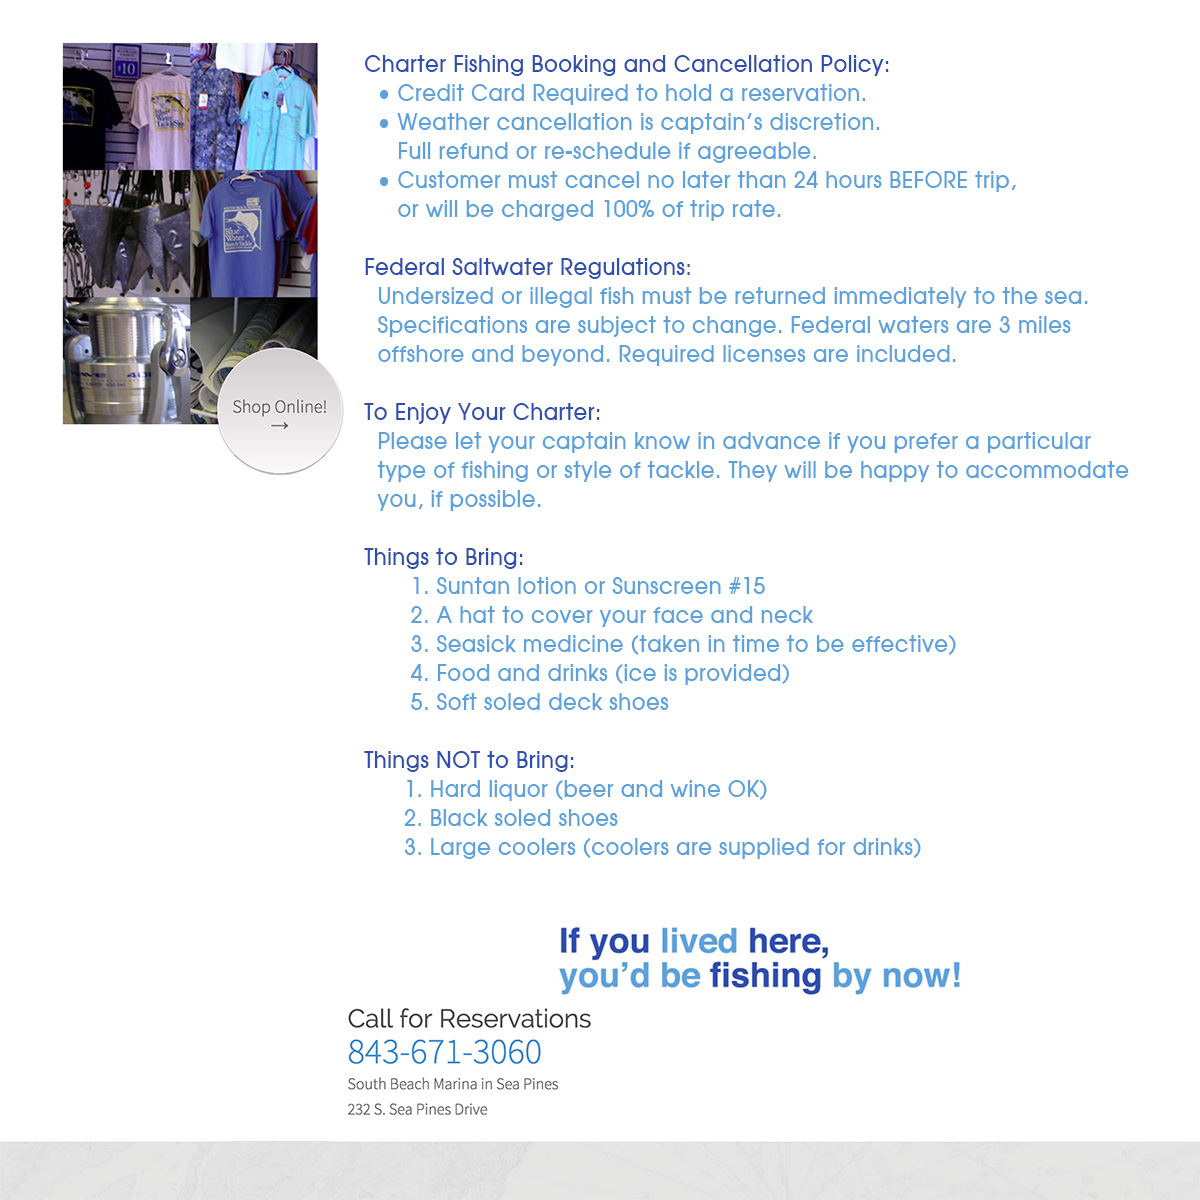 $10
Blue
Water
Bait & Tackle
Shop Online!
→
Charter Fishing Booking and Cancellation Policy:
• Credit Card Required to hold a reservation.
• Weather cancellation is captain‘s discretion.
Full refund or re-schedule if agreeable.
• Customer must cancel no later than 24 hours BEFORE trip,
or will be charged 100% of trip rate.
Federal Saltwater Regulations:
Undersized or illegal fish must be returned immediately to the sea.
Specifications are subject to change. Federal waters are 3 miles
offshore and beyond. Required licenses are included.
To Enjoy Your Charter:
Please let your captain know in advance if you prefer a particular
type of fishing or style of tackle. They will be happy to accommodate
you, if possible.
Things to Bring:
1. Suntan lotion or Sunscreen #15
2. A hat to cover your face and neck
3. Seasick medicine (taken in time to be effective)
4. Food and drinks (ice is provided)
5. Soft soled deck shoes
Things NOT to Bring:
1. Hard liquor (beer and wine OK)
2. Black soled shoes
3. Large coolers (coolers are supplied for drinks)
If you lived here,
you’d be fishing by now!
Call for Reservations
843-671-3060
South Beach Marina in Sea Pines
232 S. Sea Pines Drive